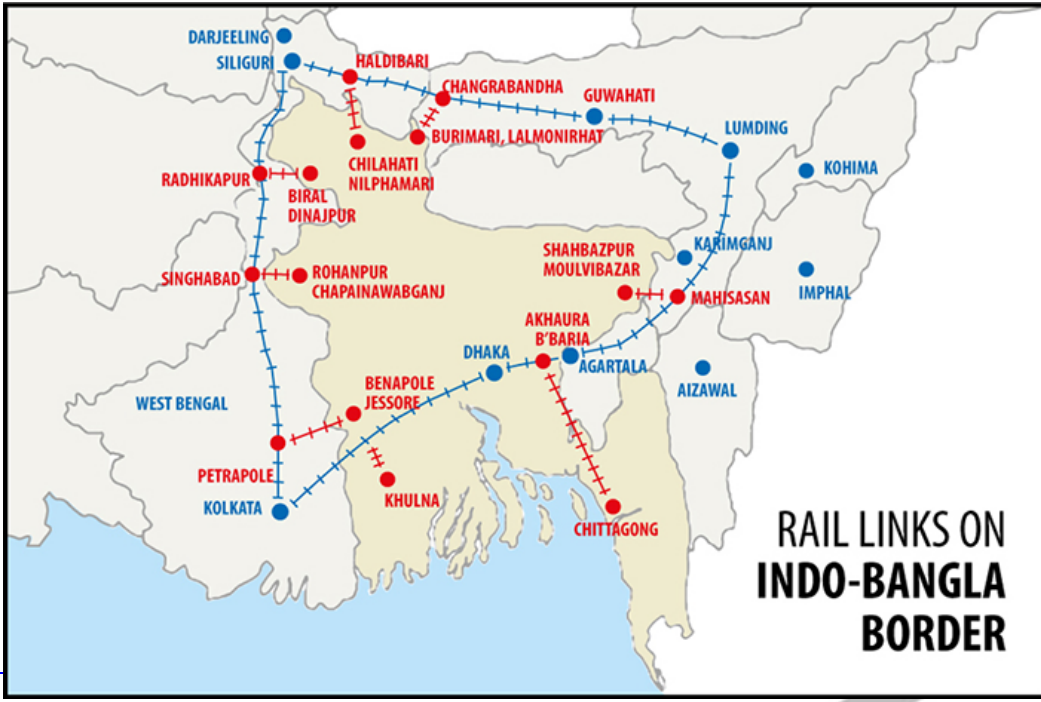 DARJEELING
SILIGURI
HALDIBARI
CHANGRABANDHA
GUWAHATI
BURIMARI, LALMONIRHAT
LUMDING
CHILAHATI
NILPHAMARI
KOHIMA
RADHIKAPUR
BIRAL
DINAJPUR
KARIMGANJ
SHAHBAZPUR
MOULVIBAZAR
SINGHABAD
ROHANPUR
CHAPAINAWABGANJ
IMPHAL
MAHISASAN
AKHAURA
B'BARIA
DHAKA
AGARTALA
BENAPOLE
JESSORE
AIZAWAL
WEST BENGAL
PETRAPOLE
KHULNA
KOLKATA
CHITTAGONG
RAIL LINKS ON
INDO-BANGLA
BORDER